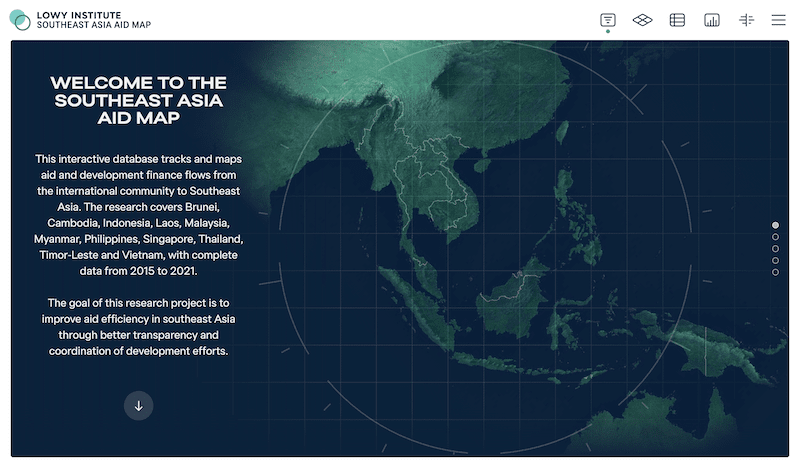 LOWY INSTITUTE
SOUTHEAST ASIA AID MAP
WELCOME TO THE
SOUTHEAST ASIA
AID MAP
This interactive database tracks and maps
aid and development finance flows from
the international community to Southeast
Asia. The research covers Brunei,
Cambodia, Indonesia, Laos, Malaysia,
Myanmar, Philippines, Singapore, Thailand,
Timor-Leste and Vietnam, with complete
data from 2015 to 2021.
The goal of this research project is to
improve aid efficiency in southeast Asia
through better transparency and
coordination of development efforts.